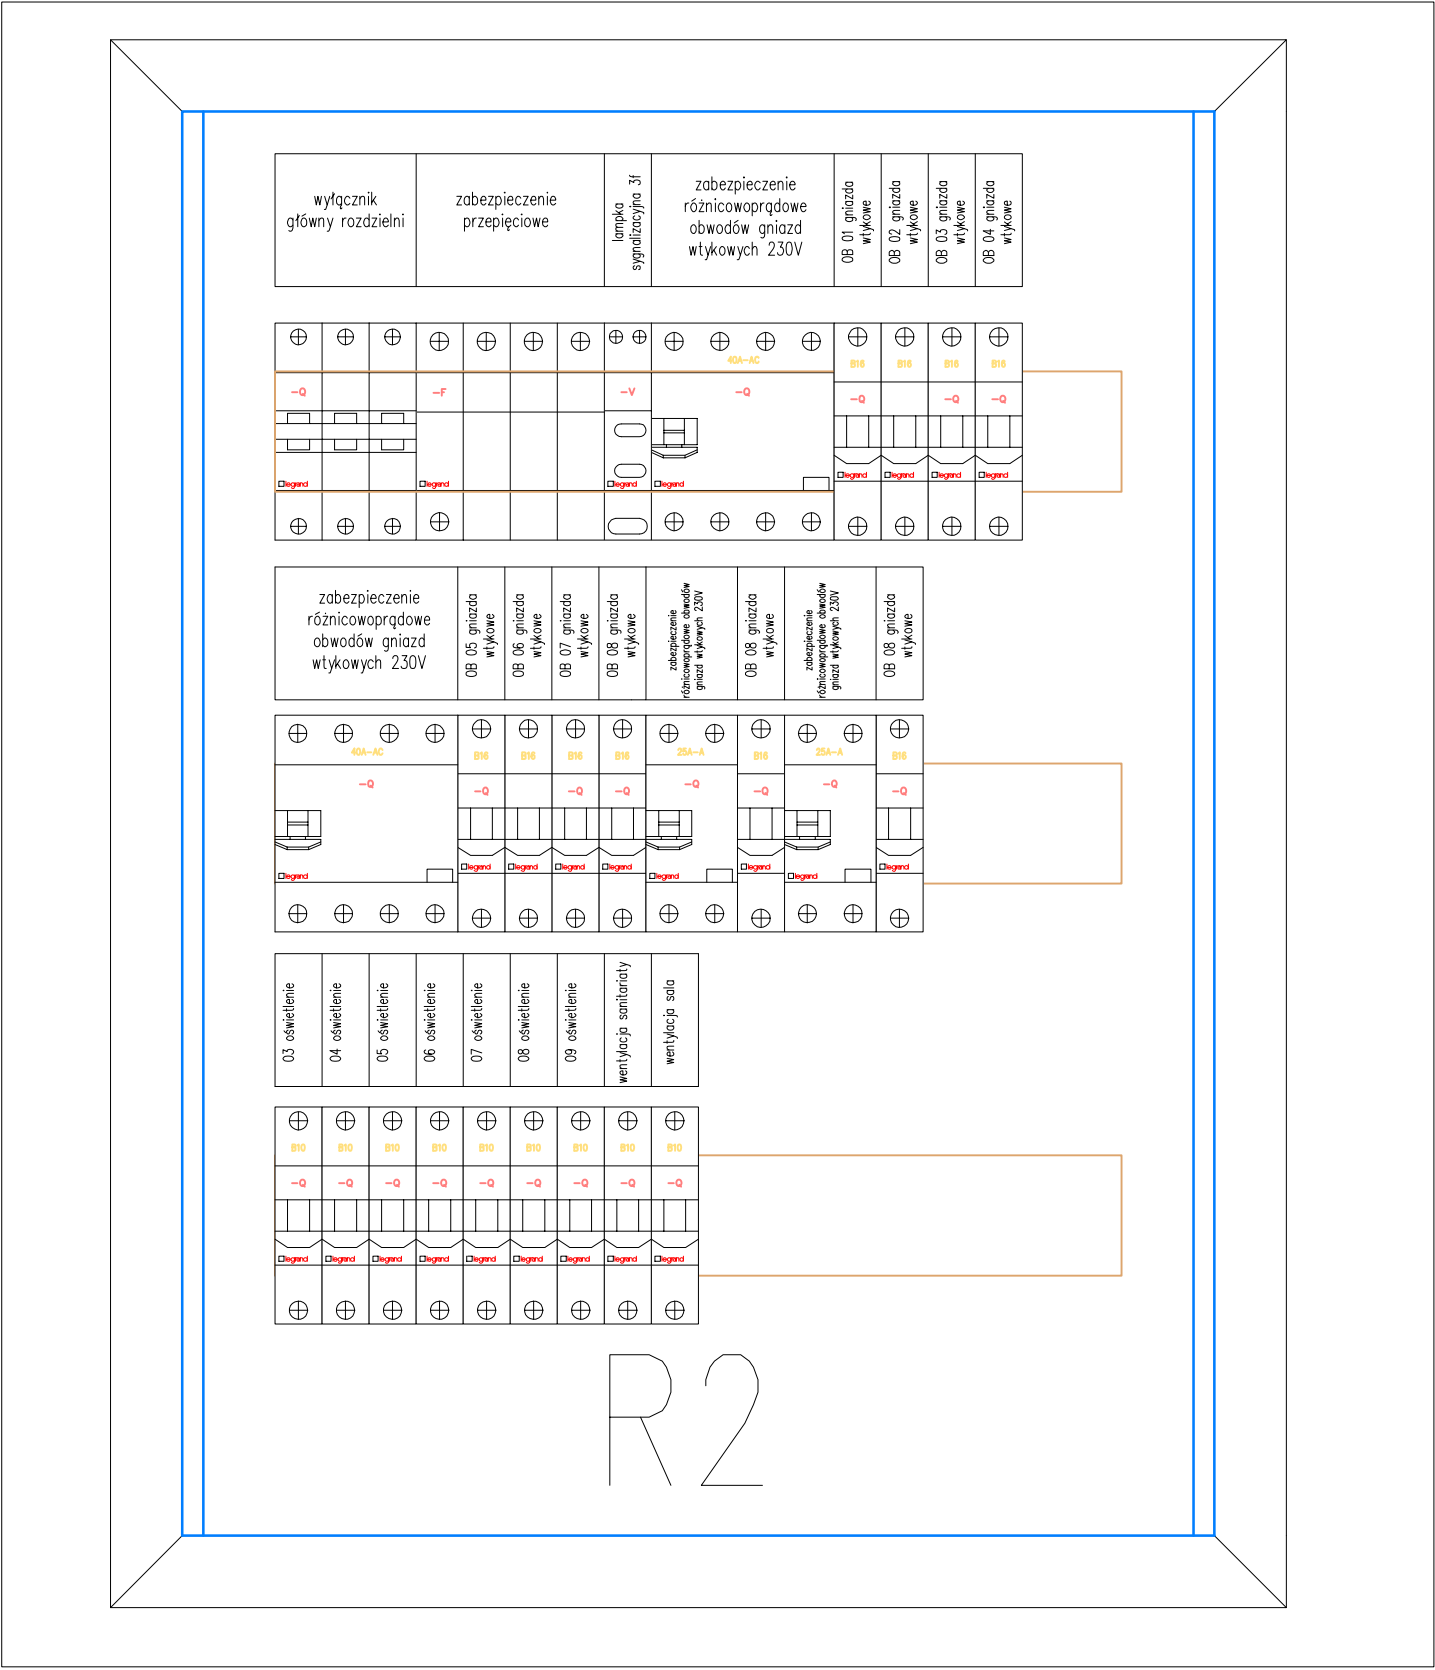 wyłącznik
główny rozdzielni
zabezpieczenie
przepięciowe
lampka
sygnalizacyjna 3f
zabezpieczenie
różnicowoprądowe
obwodów gniazd
wtykowych 230V
OB 01 gniazda
wtykowe
OB 02 gniazda
wtykowe
OB 03 gniazda
wtykowe
OB 04 gniazda
wtykowe
40A-AC
B16
B16
B16
B16
-Q
-F
-V
-Q
-Q
-Q
-Q
legrand
legrand
legrand
legrand
legrand
legrand
legrand
legrand
zabezpieczenie
różnicowoprądowe
obwodów gniazd
wtykowych 230V
OB 05 gniazda
wtykowe
OB 06 gniazda
wtykowe
OB 07 gniazda
wtykowe
OB 08 gniazda
wtykowe
zabezpieczenie
różnicowoprądowe obwodów
gniazd wtykowych 230V
OB 08 gniazda
wtykowe
zabezpieczenie
różnicowoprądowe obwodów
gniazd wtykowych 230V
OB 08 gniazda
wtykowe
40A-AC
B16
B16
B16
B16
25A-A
B16
25A-A
B16
-Q
-Q
-Q
-Q
-Q
-Q
-Q
-Q
legrand
legrand
legrand
legrand
legrand
legrand
legrand
legrand
legrand
03 oświetlenie
04 oświetlenie
05 oświetlenie
06 oświetlenie
07 oświetlenie
08 oświetlenie
09 oświetlenie
wentylacja sanitariaty
wentylacja sala
B10
B10
B10
B10
B10
B10
B10
B10
B10
-Q
-Q
-Q
-Q
-Q
-Q
-Q
-Q
-Q
legrand
legrand
legrand
legrand
legrand
legrand
legrand
legrand
legrand
R2